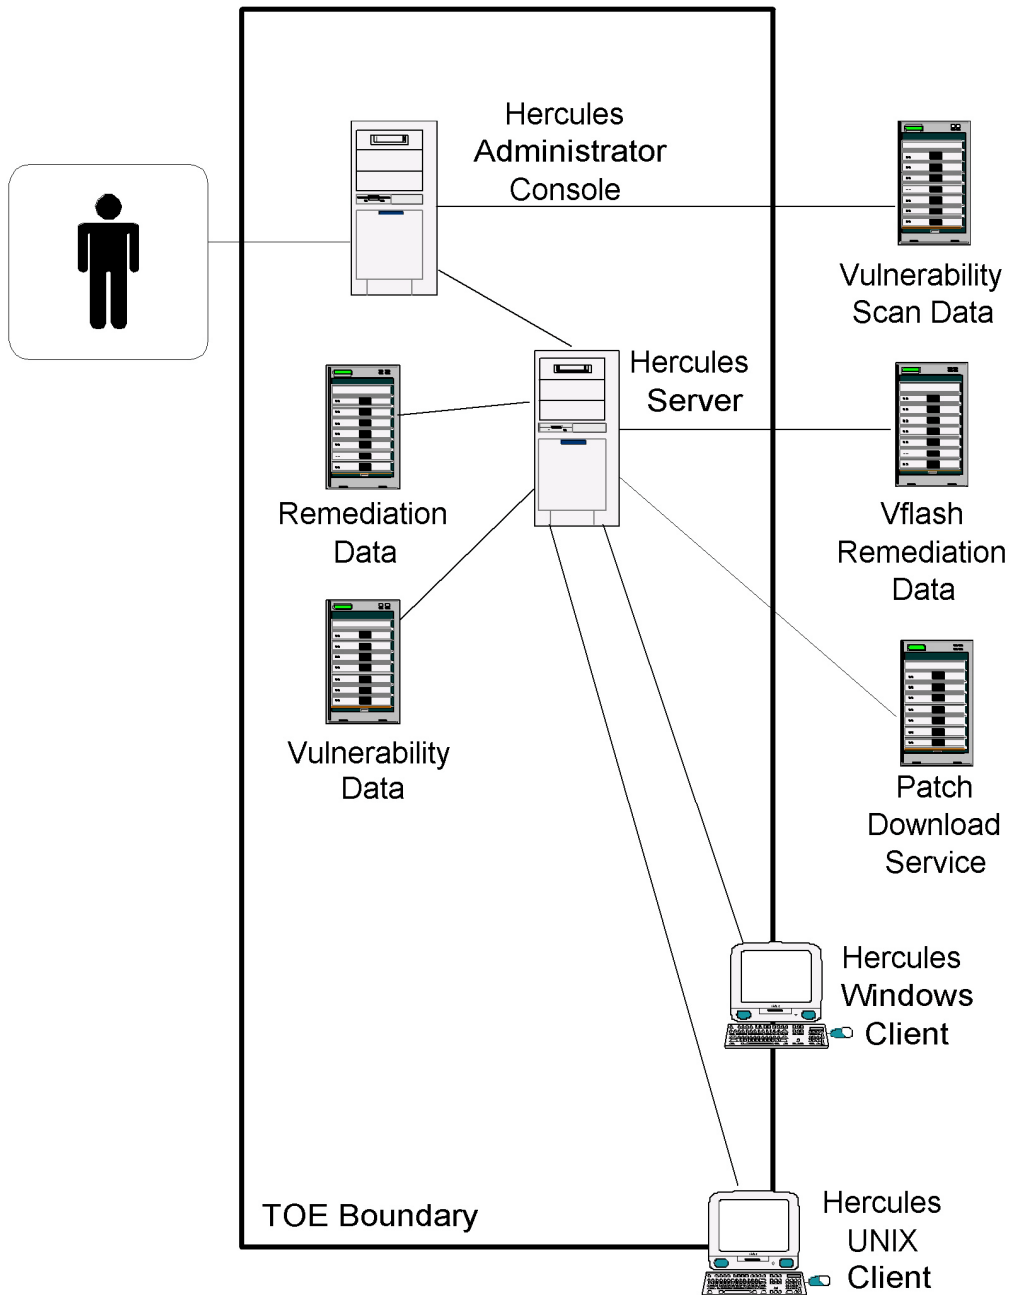 Hercules
Administrator
Console
Vulnerability
Scan Data
Hercules
Server
Remediation
Data
Vflash
Remediation
Data
Vulnerability
Data
Patch
Download
Service
Hercules
Windows
Client
TOE Boundary
Hercules
UNIX
Client